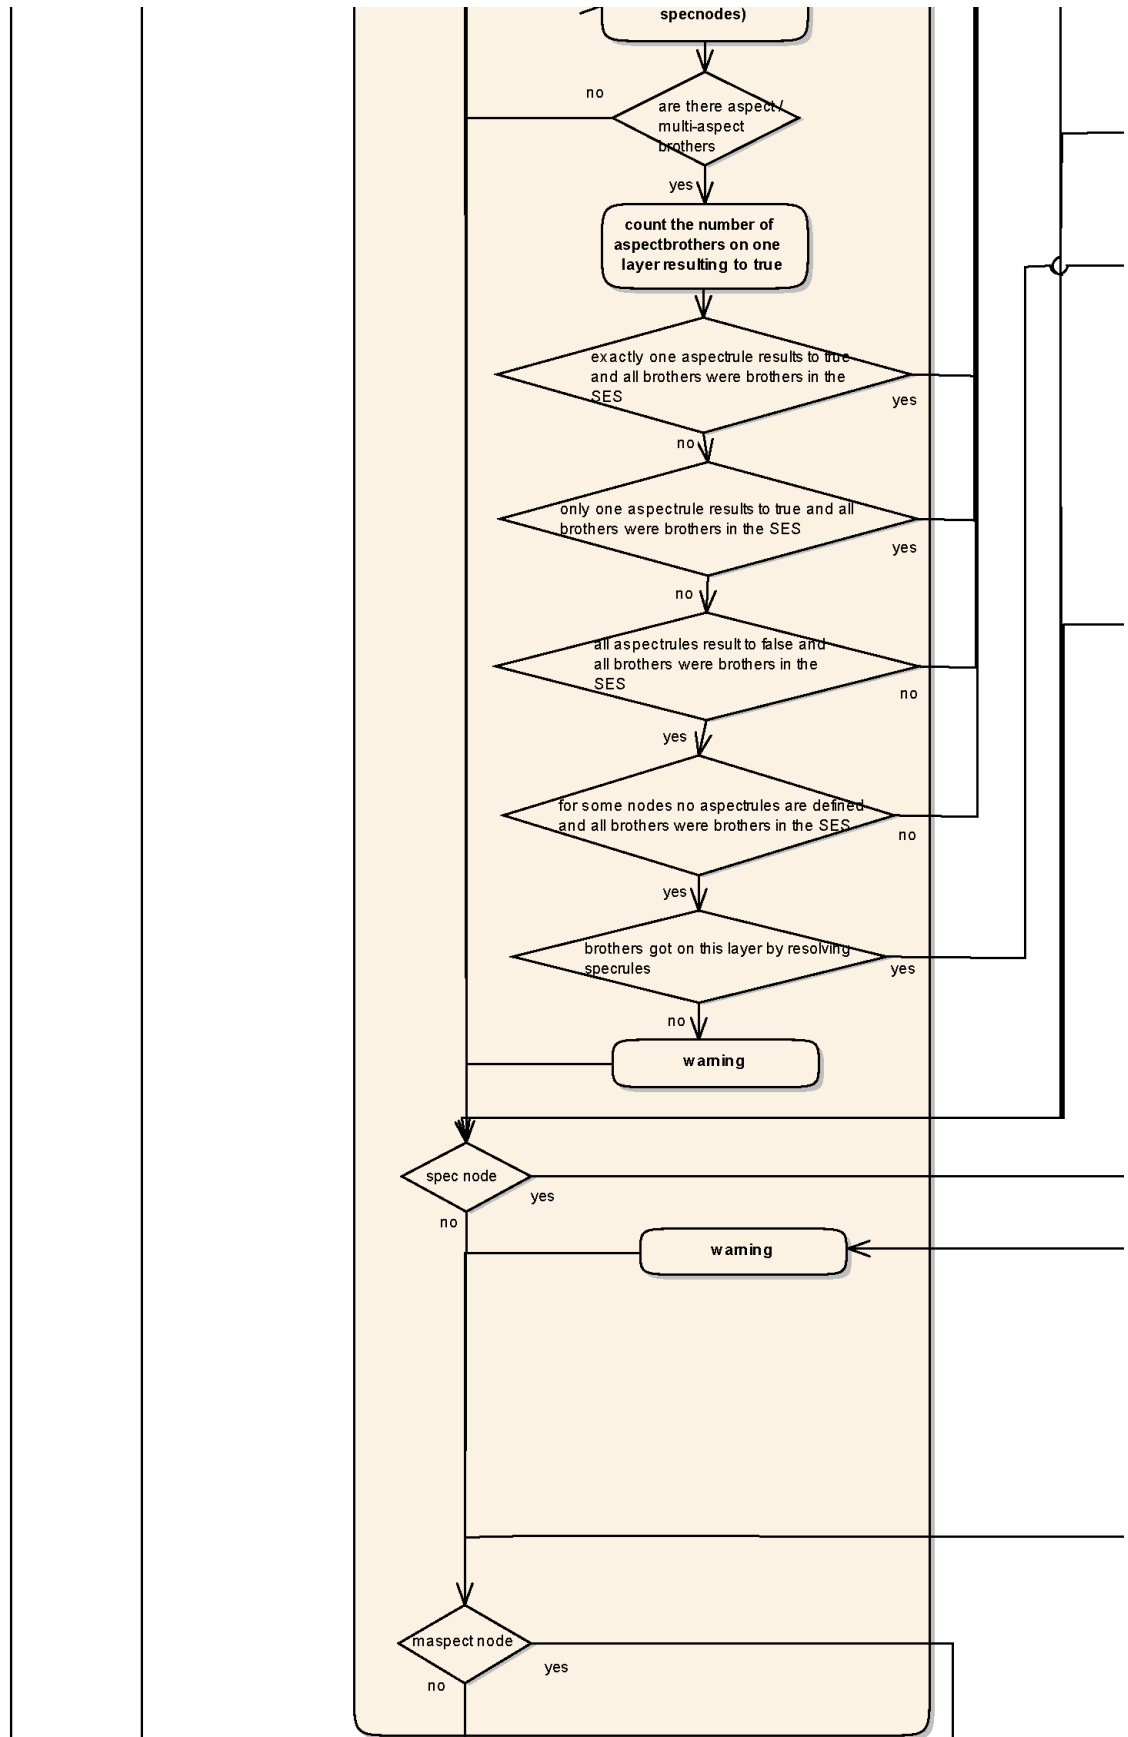 specnodes)
no
are there aspect /
multi-aspect
brothers
yes
count the number of
aspectbrothers on one
layer resulting to true
exactly one aspectrule results to true
and all brothers were brothers in the
SES
yes
no
only one aspectrule results to true and all
brothers were brothers in the SES
yes
no
all aspectrules result to false and
all brothers were brothers in the
SES
no
yes
for some nodes no aspectrules are defined
and all brothers were brothers in the SES
no
yes
brothers got on this layer by resolving
specrules
yes
no
warning
spec node
yes
no
warning
maspect node
yes
no